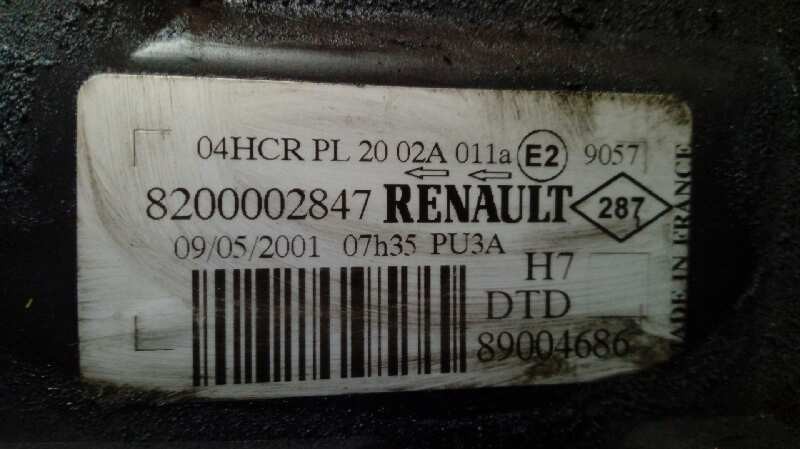 04HCR PL 20 02A 011a E2 9057
8200002847 RENAULT 287
09/05/2001 07h35 PU3A
H7
DTD
89004686
MADE IN FRANCE